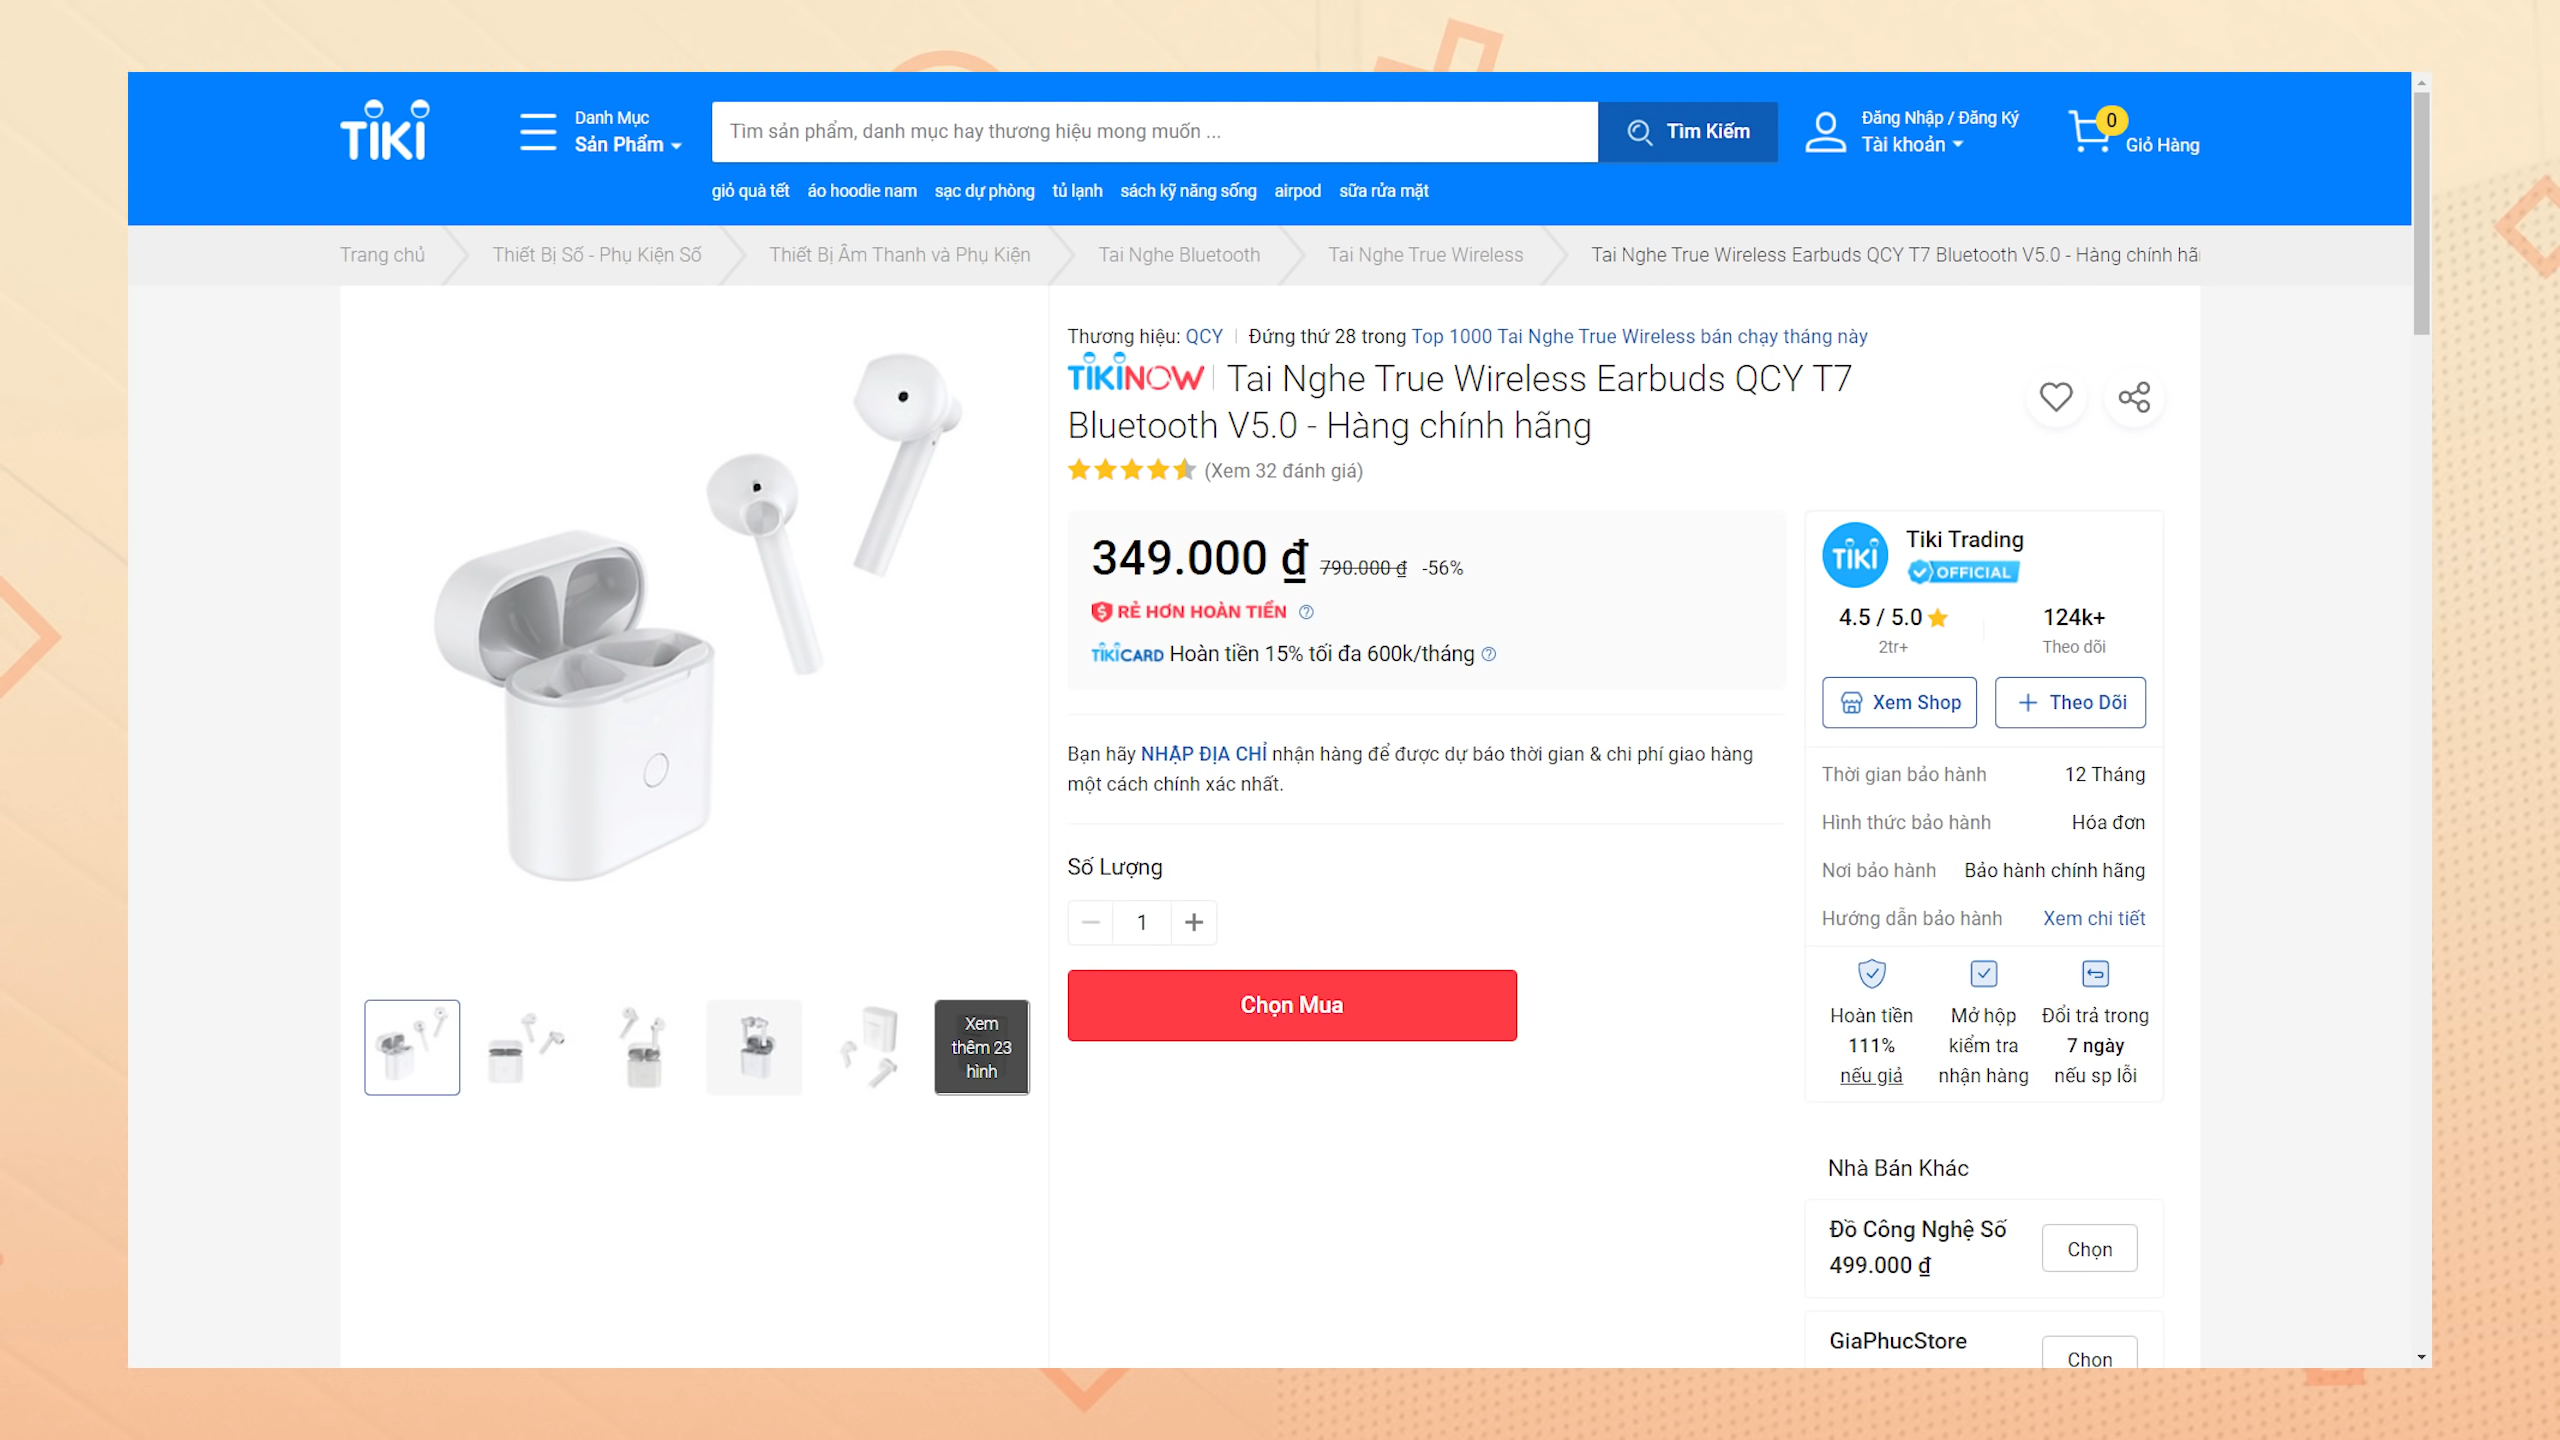 TIKI
Danh Mục
Sản Phẩm
Tìm sản phẩm, danh mục hay thương hiệu mong muốn ...
Tìm Kiếm
Đăng Nhập / Đăng Ký
Tài khoản
0
Giỏ Hàng
giỏ quà tết áo hoodie nam sạc dự phòng tủ lạnh sách kỹ năng sống airpod sữa rửa mặt
Trang chủ Thiết Bị Số - Phụ Kiện Số Thiết Bị Âm Thanh và Phụ Kiện Tai Nghe Bluetooth Tai Nghe True Wireless Tai Nghe True Wireless Earbuds QCY T7 Bluetooth V5.0 - Hàng chính hã
Thương hiệu: QCY Đứng thứ 28 trong Top 1000 Tai Nghe True Wireless bán chạy tháng này
TIKINOW Tai Nghe True Wireless Earbuds QCY T7
Bluetooth V5.0 - Hàng chính hãng
(Xem 32 đánh giá)
349.000 ₫ 790.000 ₫ -56%
RẺ HƠN HOÀN TIỀN ?
TIKICARD Hoàn tiền 15% tối đa 600k/tháng ?
Bạn hãy NHẬP ĐỊA CHỈ nhận hàng để được dự báo thời gian & chi phí giao hàng
một cách chính xác nhất.
Số Lượng
1
Chọn Mua
Xem
thêm 23
hình
TIKI
Tiki Trading
OFFICIAL
4.5 / 5.0 124k+
2tr+ Theo dõi
Xem Shop Theo Dõi
Thời gian bảo hành 12 Tháng
Hình thức bảo hành Hóa đơn
Nơi bảo hành Bảo hành chính hãng
Hướng dẫn bảo hành Xem chi tiết
Hoàn tiền
111%
nếu giả
Mở hộp
kiểm tra
nhận hàng
Đổi trả trong
7 ngày
nếu sp lỗi
Nhà Bán Khác
Đồ Công Nghệ Số
499.000 ₫
Chọn
GiaPhucStore
Chọn